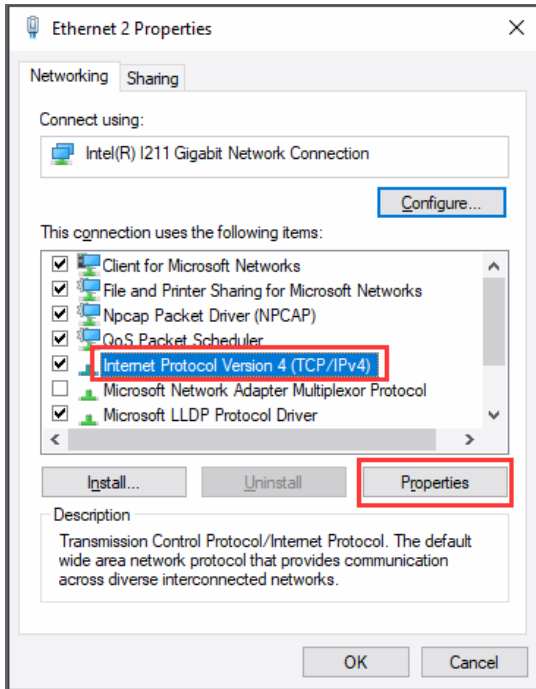 Ethernet 2 Properties
Networking
Sharing
Connect using:
Intel(R) I211 Gigabit Network Connection
Configure...
This connection uses the following items:
Client for Microsoft Networks
File and Printer Sharing for Microsoft Networks
Npcap Packet Driver (NPCAP)
QoS Packet Scheduler
Internet Protocol Version 4 (TCP/IPv4)
Microsoft Network Adapter Multiplexor Protocol
Microsoft LLDP Protocol Driver
Install...
Uninstall
Properties
Description
Transmission Control Protocol/Internet Protocol. The default
wide area network protocol that provides communication
across diverse interconnected networks.
OK
Cancel